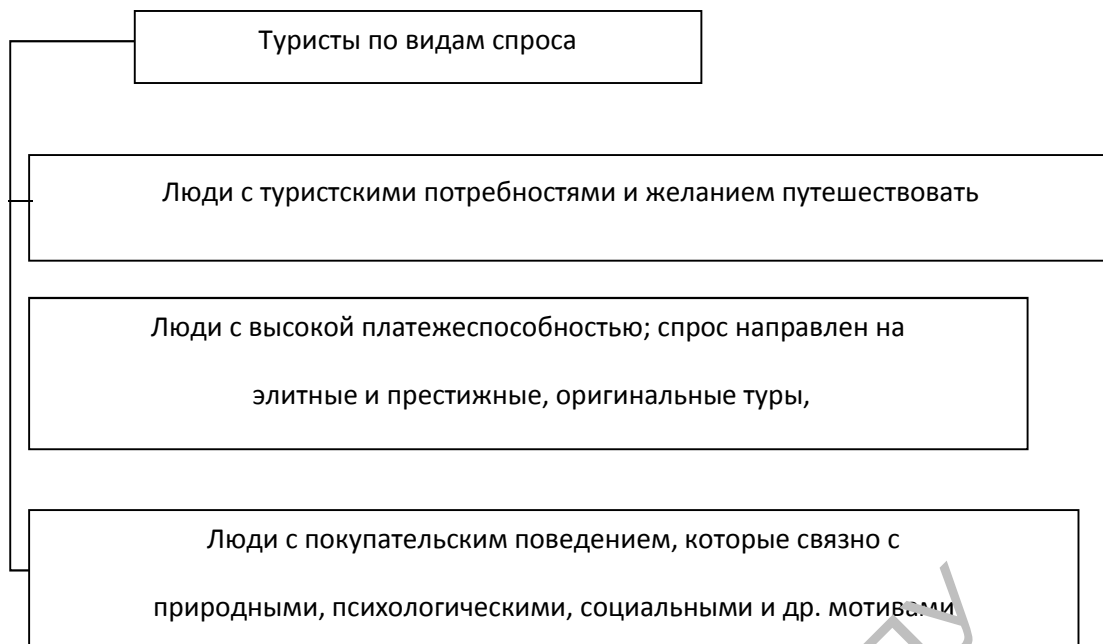 Туристы по видам спроса
Люди с туристскими потребностями и желанием путешествовать
Люди с высокой платежеспособностью; спрос направлен на
элитные и престижные, оригинальные туры,
Люди с покупательским поведением, которые связно с
природными, психологическими, социальными и др. мотивами